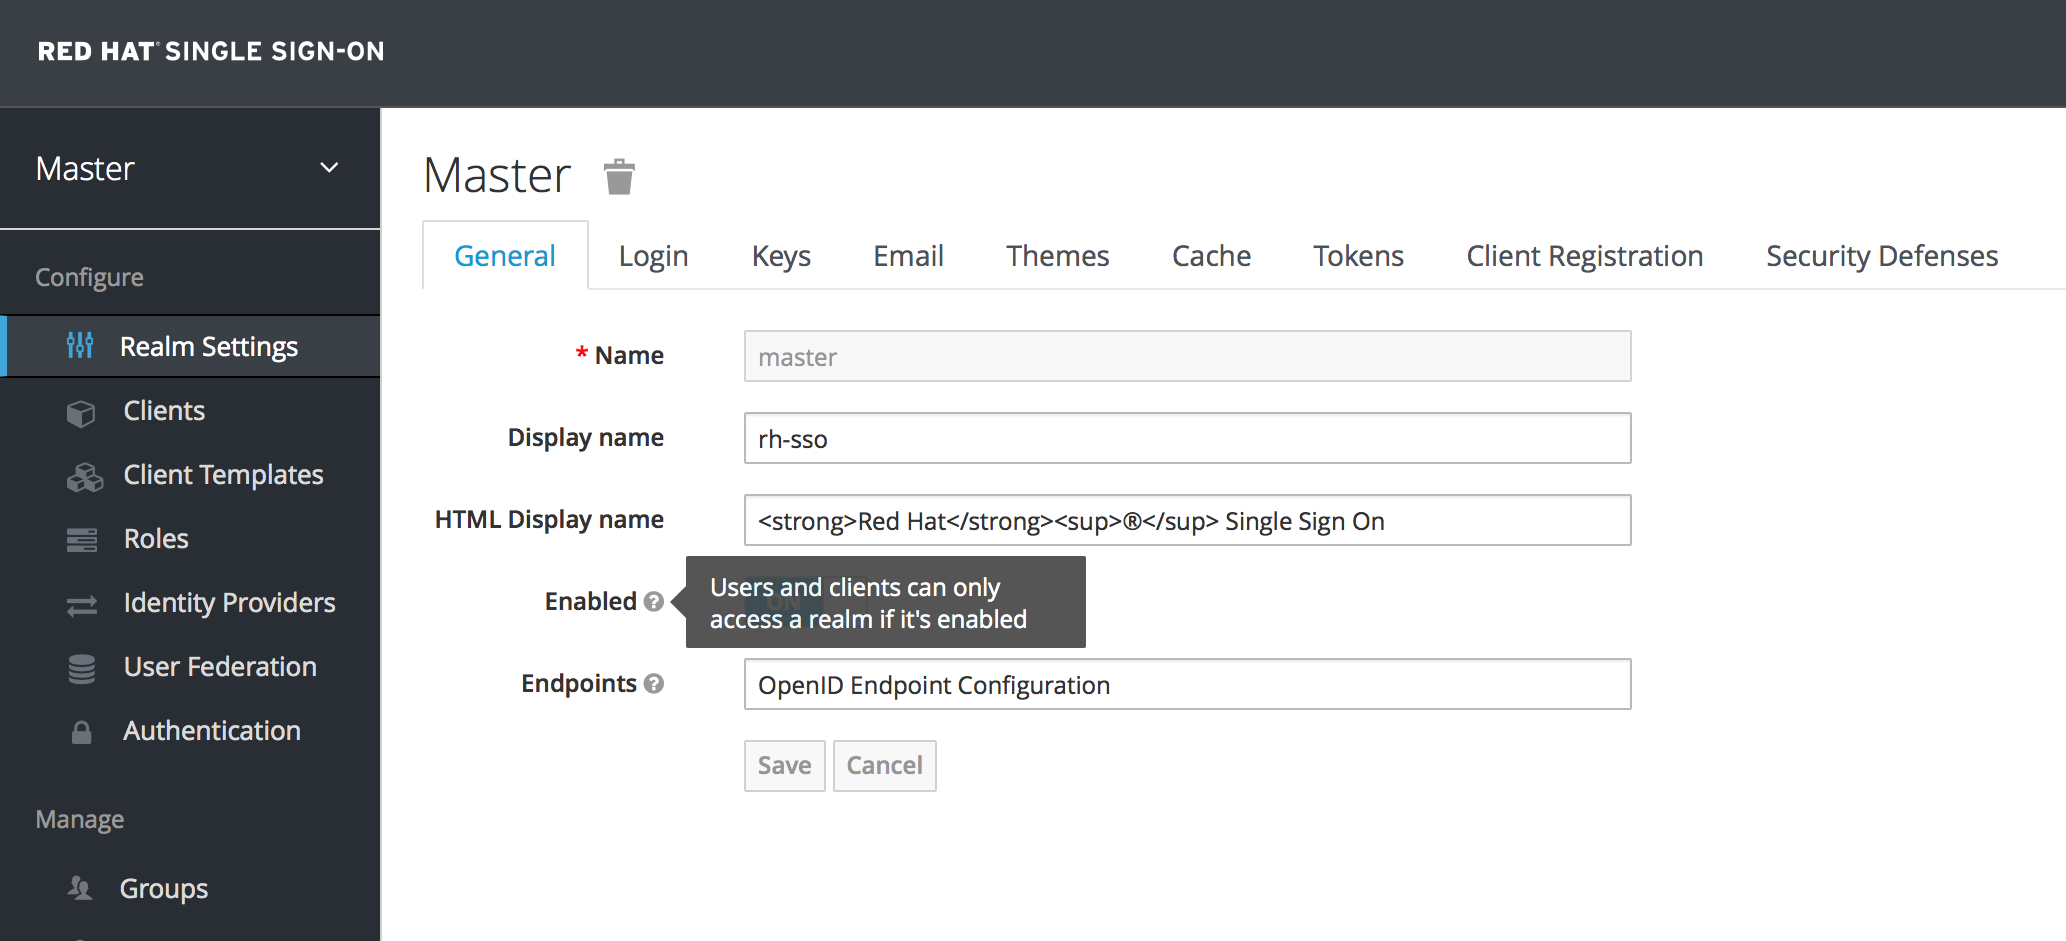 RED HAT® SINGLE SIGN-ON
Master
Configure
Realm Settings
Clients
Client Templates
Roles
Identity Providers
User Federation
Authentication
Manage
Groups
Master
General Login Keys Email Themes Cache Tokens Client Registration Security Defenses
* Name master
Display name rh-sso
HTML Display name <strong>Red Hat</strong><sup>®</sup> Single Sign On
Enabled ? ON
Users and clients can only
access a realm if it's enabled
Endpoints ? OpenID Endpoint Configuration
Save Cancel